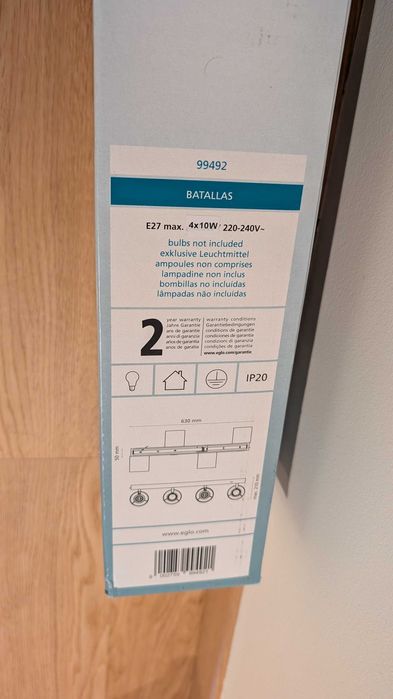 99492
BATALLAS
E27 max. 4x10W 220-240V~
bulbs not included
exklusive Leuchtmittel
ampoules non comprises
lampadine non inclus
bombillas no incluídas
lâmpadas não incluídas
2
year warranty
Jahre Garantie
ans de garantie
anni di garanzia
años de garantía
anos de garantia
warranty conditions
Garantiebedingungen
conditions de garantie
condiciones de garantía
condizioni di garanzia
condições de garantia
www.eglo.com/garantie
IP20
630 mm
50 mm
www.eglo.com